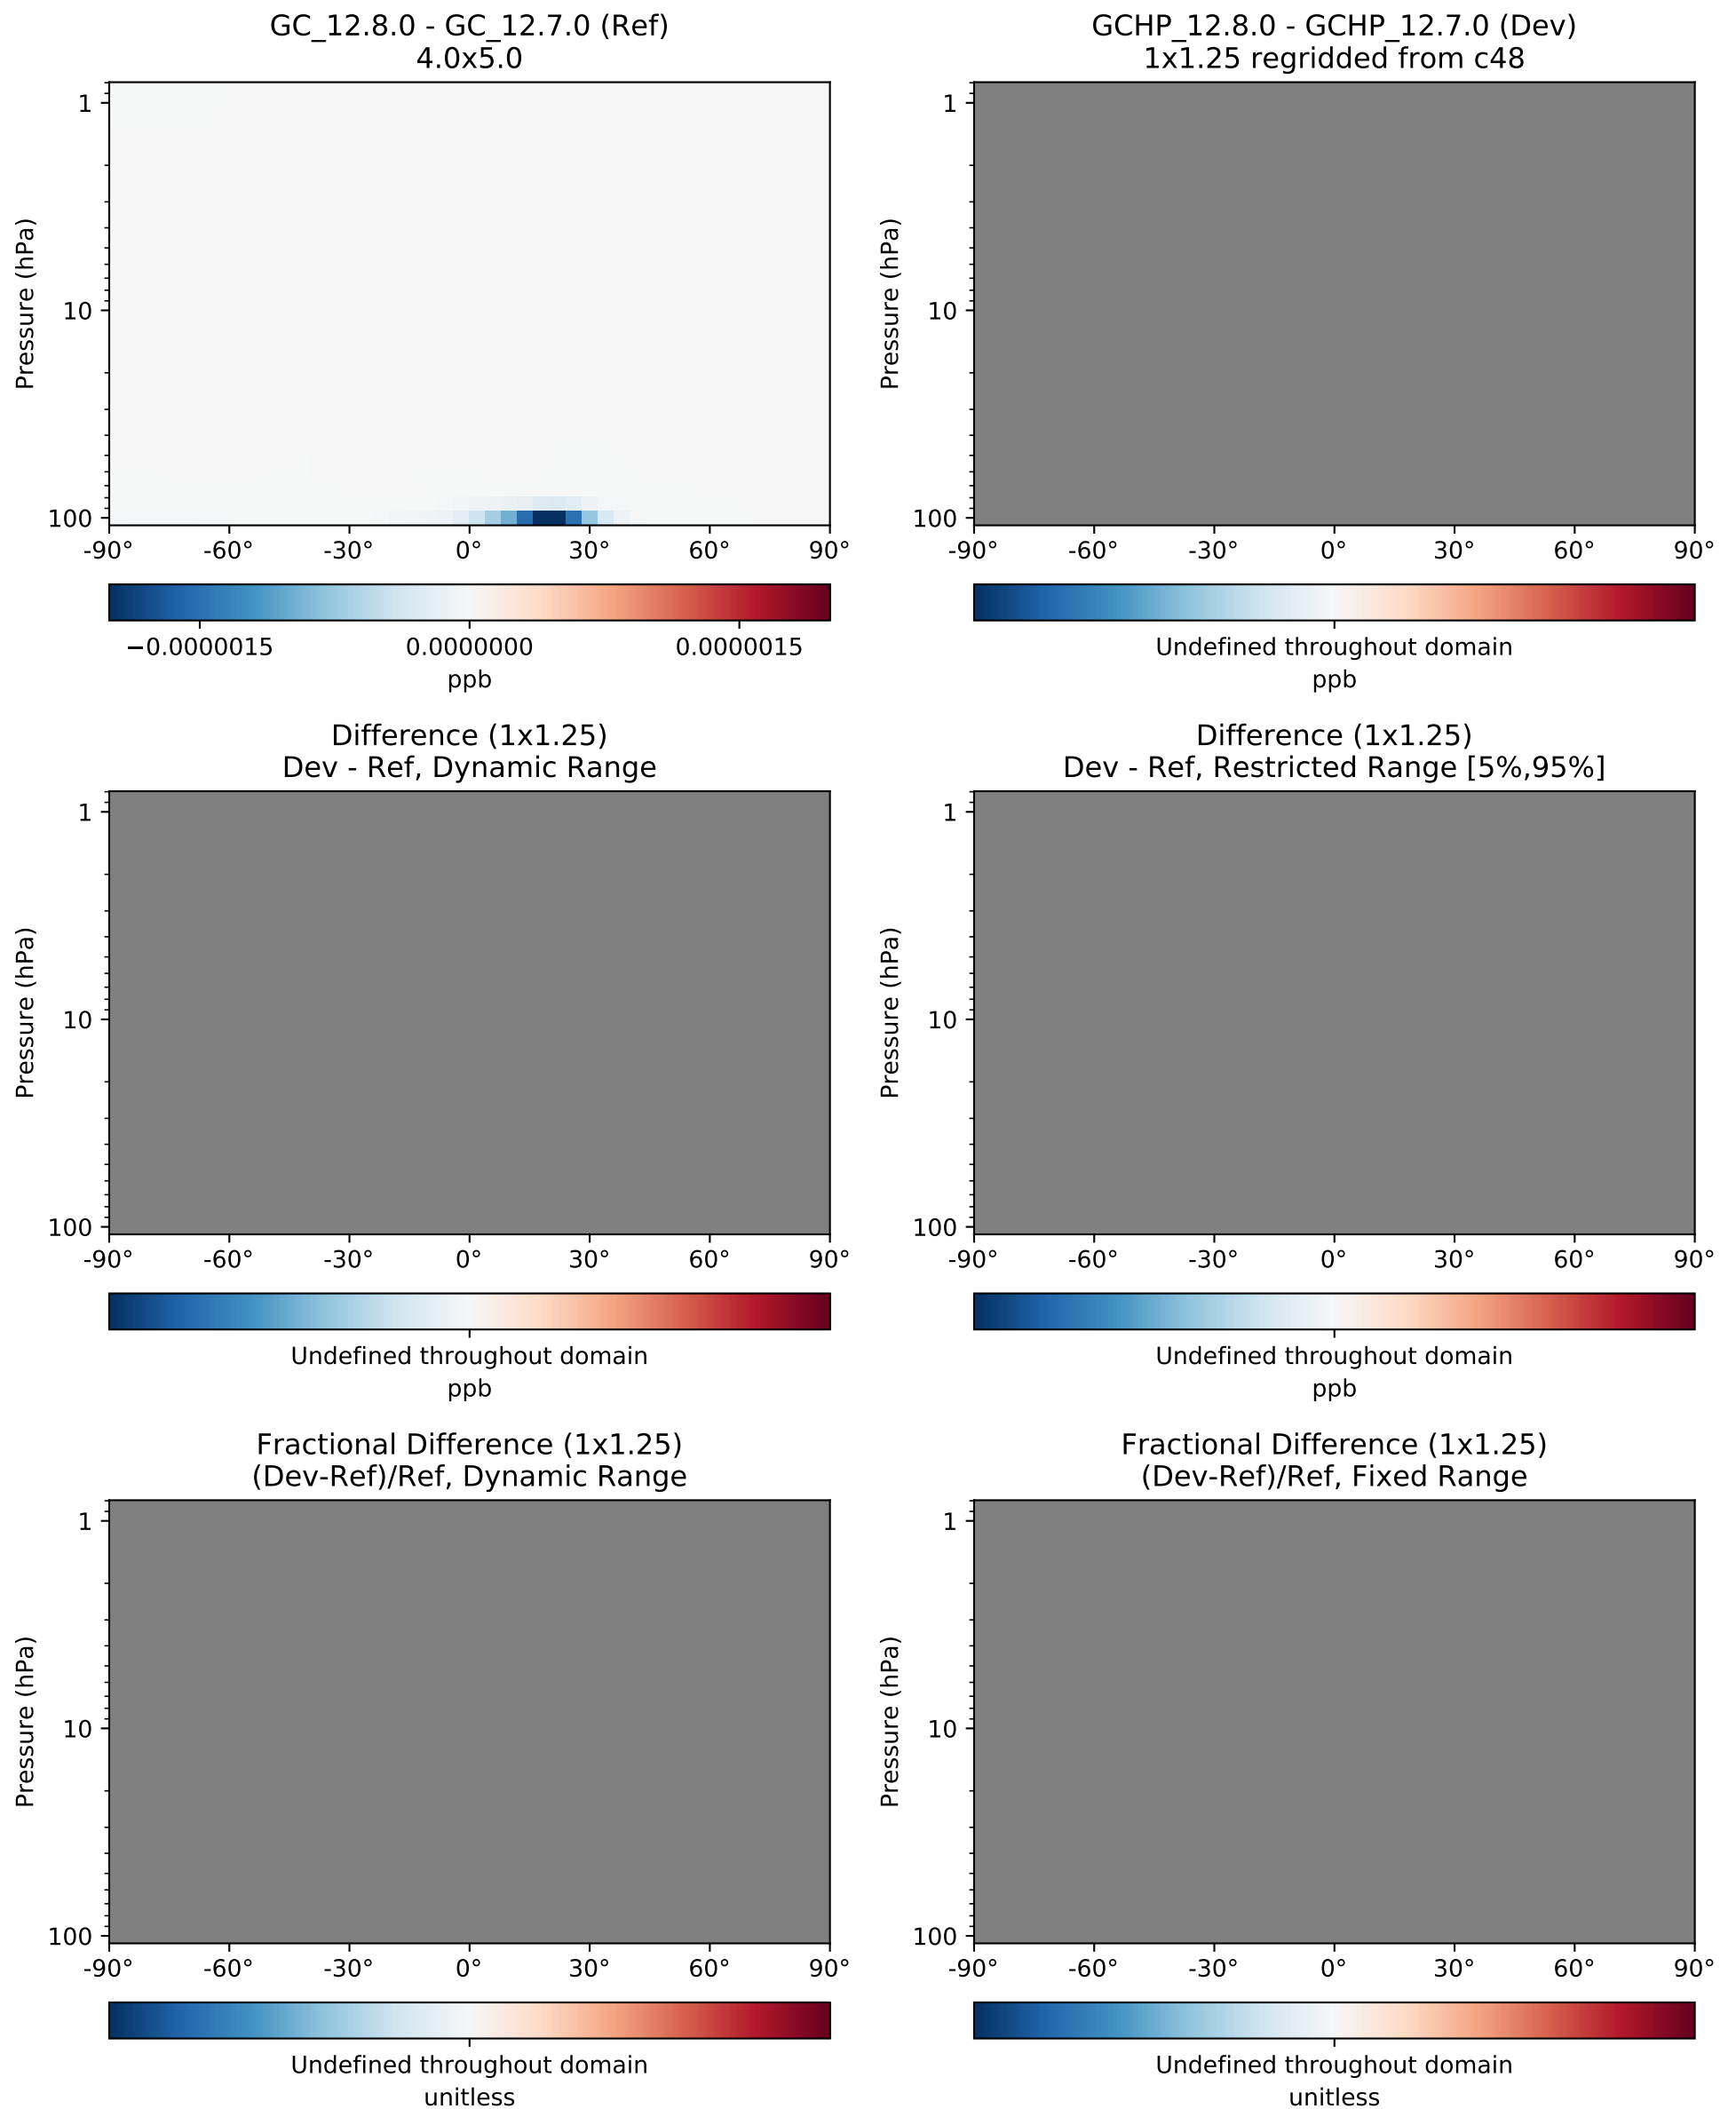 GC_12.8.0 - GC_12.7.0 (Ref)
4.0x5.0
Pressure (hPa)
1
10
100
-90° -60° -30° 0° 30° 60° 90°
−0.0000015 0.0000000 0.0000015
ppb
GCHP_12.8.0 - GCHP_12.7.0 (Dev)
1x1.25 regridded from c48
Pressure (hPa)
1
10
100
-90° -60° -30° 0° 30° 60° 90°
Undefined throughout domain
ppb
Difference (1x1.25)
Dev - Ref, Dynamic Range
Pressure (hPa)
1
10
100
-90° -60° -30° 0° 30° 60° 90°
Undefined throughout domain
ppb
Difference (1x1.25)
Dev - Ref, Restricted Range [5%,95%]
Pressure (hPa)
1
10
100
-90° -60° -30° 0° 30° 60° 90°
Undefined throughout domain
ppb
Fractional Difference (1x1.25)
(Dev-Ref)/Ref, Dynamic Range
Pressure (hPa)
1
10
100
-90° -60° -30° 0° 30° 60° 90°
Undefined throughout domain
unitless
Fractional Difference (1x1.25)
(Dev-Ref)/Ref, Fixed Range
Pressure (hPa)
1
10
100
-90° -60° -30° 0° 30° 60° 90°
Undefined throughout domain
unitless